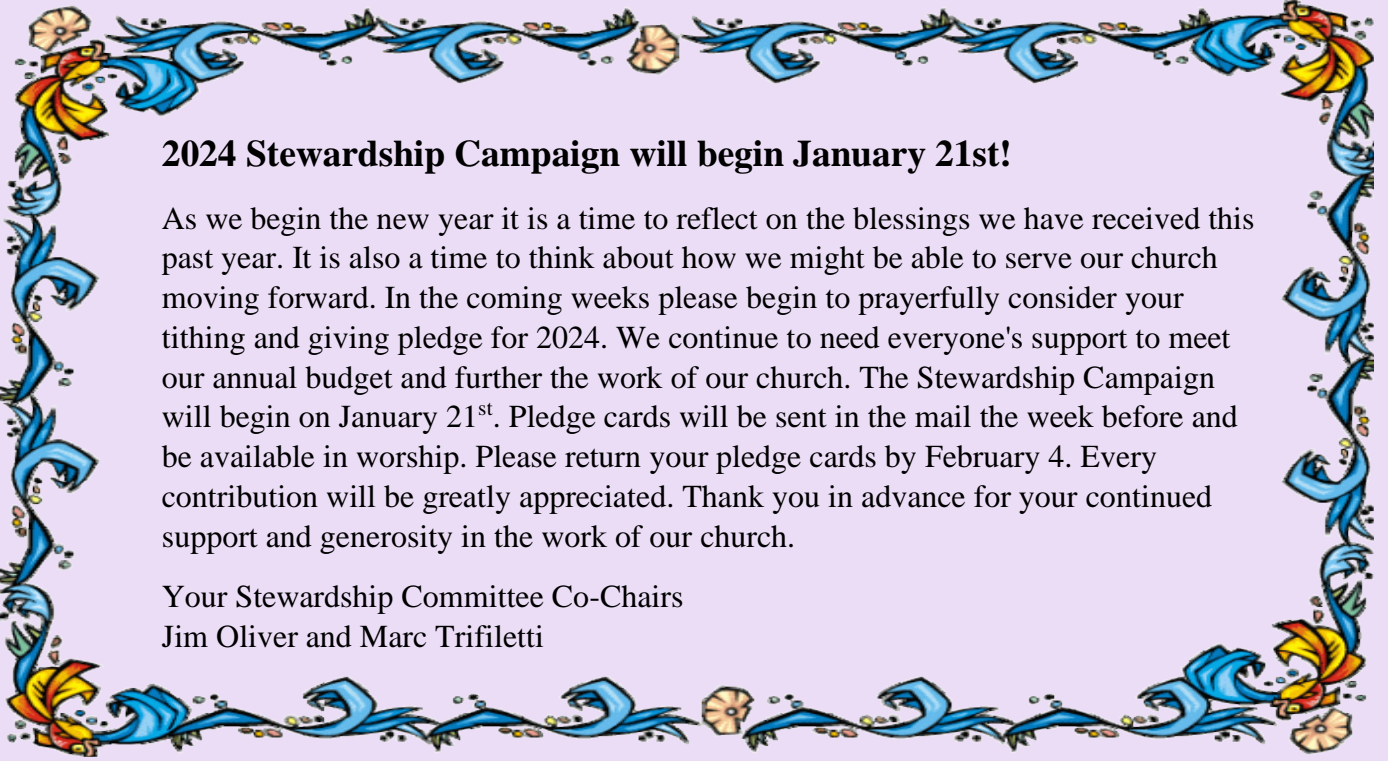 2024 Stewardship Campaign will begin January 21st!
As we begin the new year it is a time to reflect on the blessings we have received this
past year. It is also a time to think about how we might be able to serve our church
moving forward. In the coming weeks please begin to prayerfully consider your
tithing and giving pledge for 2024. We continue to need everyone's support to meet
our annual budget and further the work of our church. The Stewardship Campaign
will begin on January 21st. Pledge cards will be sent in the mail the week before and
be available in worship. Please return your pledge cards by February 4. Every
contribution will be greatly appreciated. Thank you in advance for your continued
support and generosity in the work of our church.
Your Stewardship Committee Co-Chairs
Jim Oliver and Marc Trifiletti